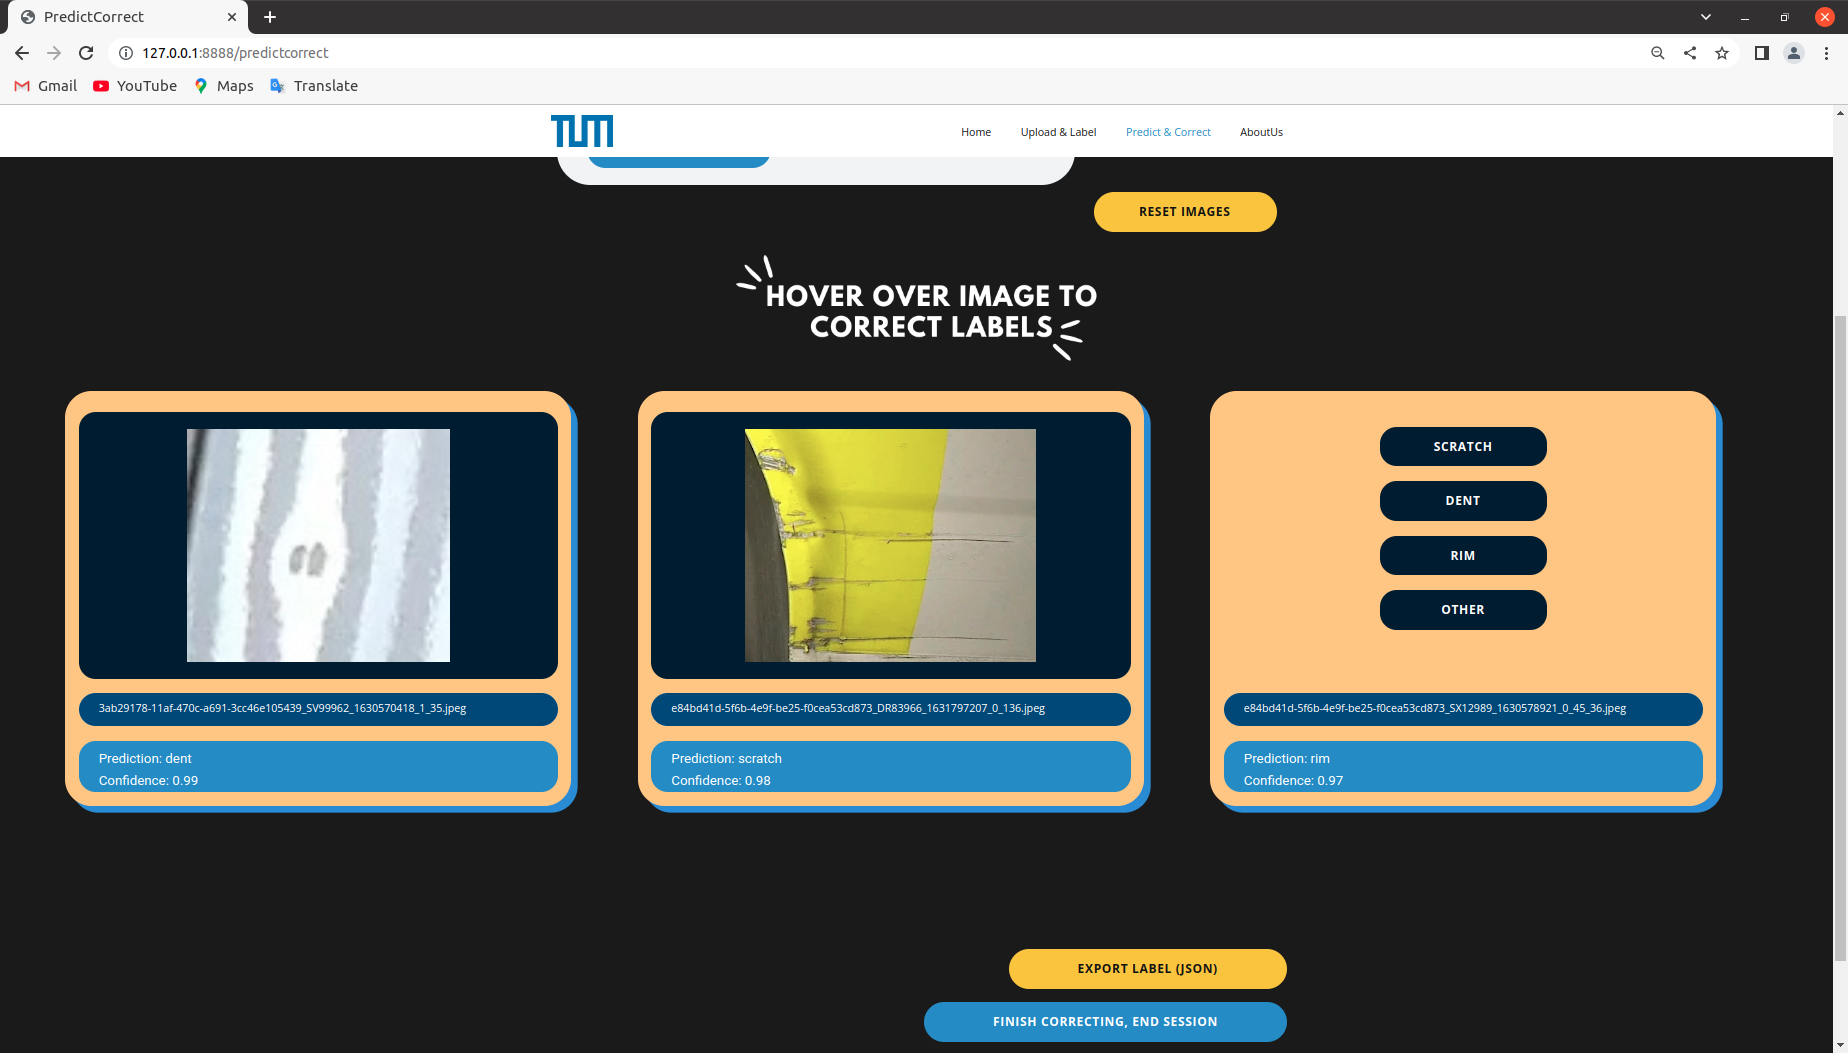 PredictCorrect
127.0.0.1:8888/predictcorrect
Gmail YouTube Maps Translate
TUM Home Upload & Label Predict & Correct AboutUs
RESET IMAGES
HOVER OVER IMAGE TO
CORRECT LABELS
3ab29178-11af-470c-a691-3cc46e105439_SV99962_1630570418_1_35.jpeg
Prediction: dent
Confidence: 0.99
e84bd41d-5f6b-4e9f-be25-f0cea53cd873_DR83966_1631797207_0_136.jpeg
Prediction: scratch
Confidence: 0.98
SCRATCH
DENT
RIM
OTHER
e84bd41d-5f6b-4e9f-be25-f0cea53cd873_SX12989_1630578921_0_45_36.jpeg
Prediction: rim
Confidence: 0.97
EXPORT LABEL (JSON)
FINISH CORRECTING, END SESSION